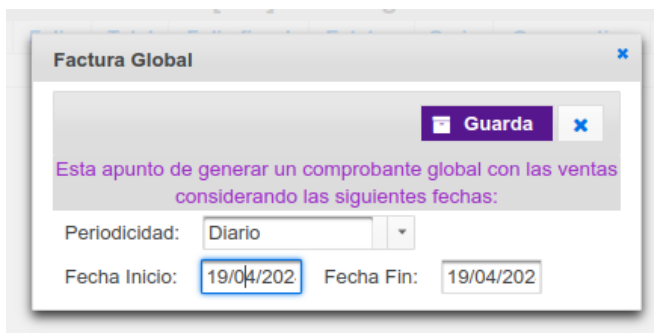 Factura Global
Guarda
Esta apunto de generar un comprobante global con las ventas
considerando las siguientes fechas:
Periodicidad: Diario
Fecha Inicio: 19/04/202 Fecha Fin: 19/04/202